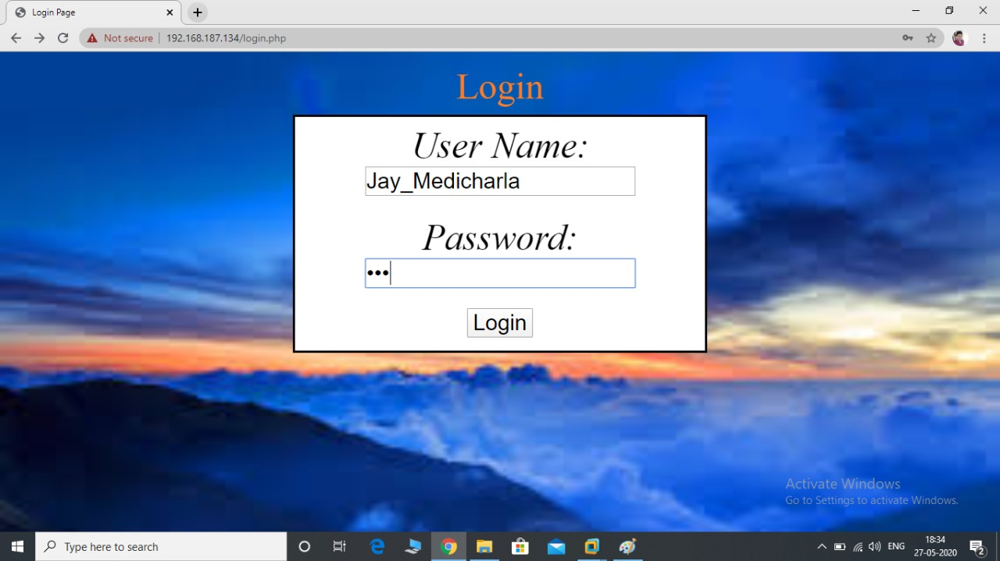 Login Page
Not secure | 192.168.187.134/login.php
Login
User Name:
Jay_Medicharla
Password:
•••
Login
Activate Windows
Go to Settings to activate Windows.
Type here to search
ENG
18:34
27-05-2020
2